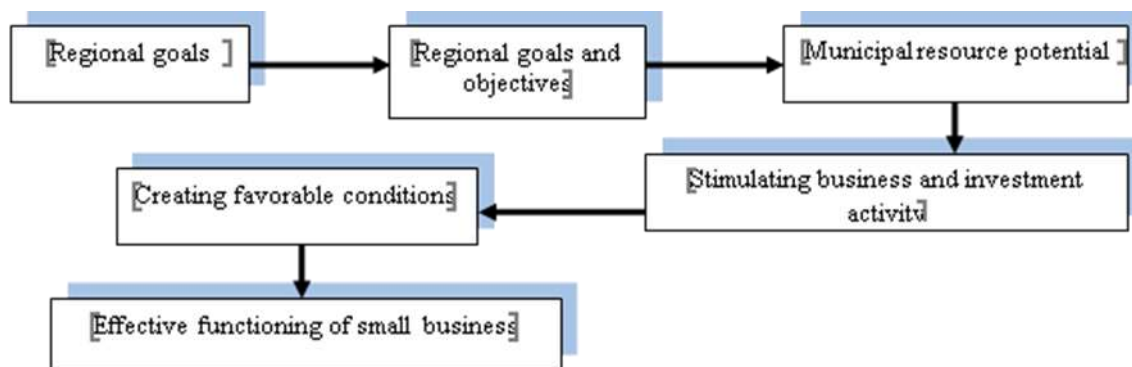 [Regional goals ]
[Regional goals and
objectives]
[Municipal resource potential ]
[Stimulating business and investment
activity]
[Creating favorable conditions]
[Effective functioning of small business]